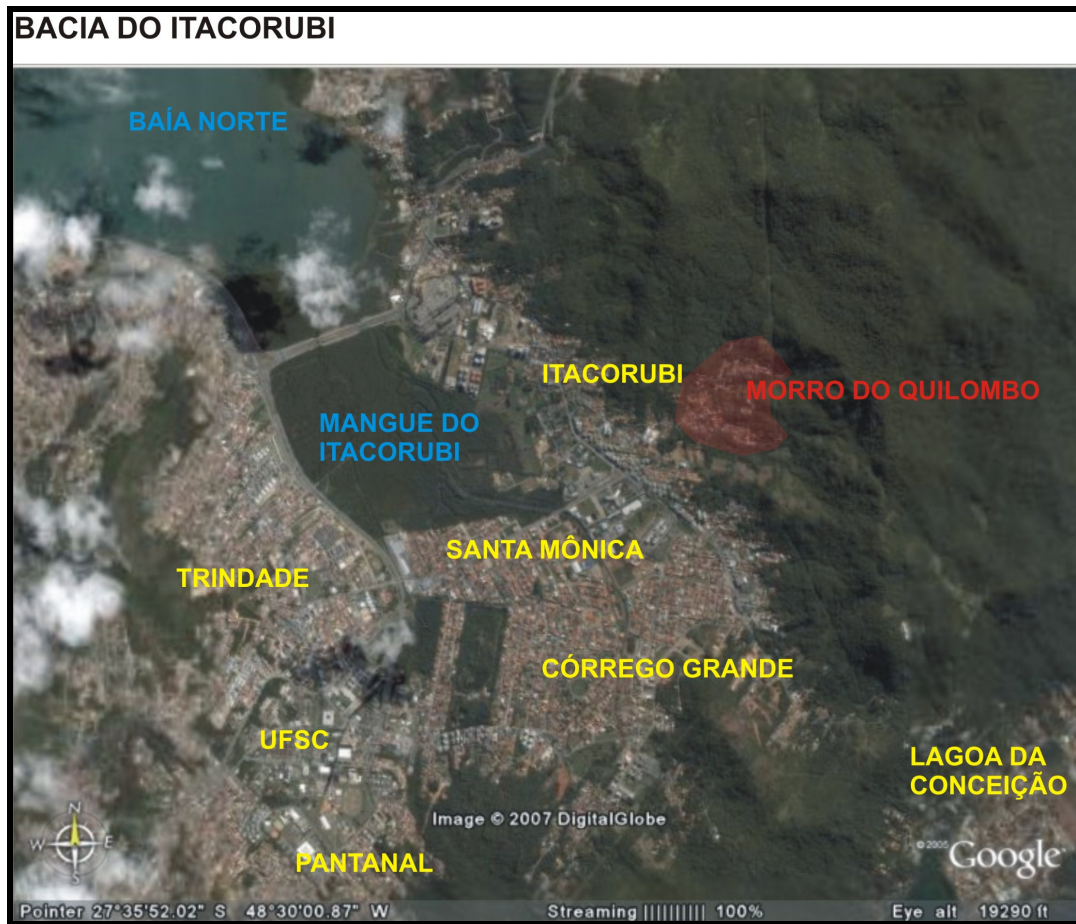 BACIA DO ITACORUBI
BAÍA NORTE
ITACORUBI
MORRO DO QUILOMBO
MANGUE DO
ITACORUBI
SANTA MÔNICA
TRINDADE
CÓRREGO GRANDE
UFSC
LAGOA DA
CONCEIÇÃO
N
W E
S
Image © 2007 DigitalGlobe
© 2005 Google
PANTANAL
Pointer 27°35'52.02" S 48°30'00.87" W Streaming |||||||||| 100% Eye alt 19290 ft